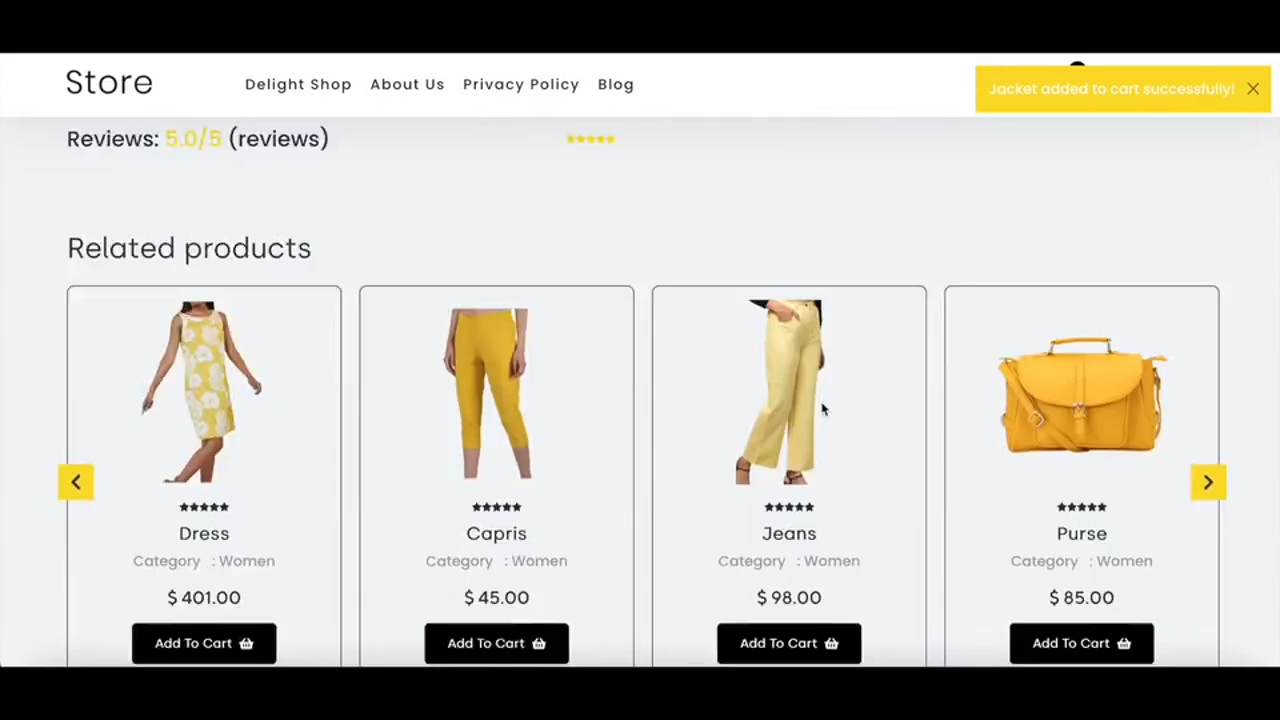 Store
Delight Shop About Us Privacy Policy Blog
Jacket added to cart successfully!
Reviews: 5.0/5 (reviews)
Related products
Dress
Category : Women
$ 401.00
Add To Cart
Capris
Category : Women
$ 45.00
Add To Cart
Jeans
Category : Women
$ 98.00
Add To Cart
Purse
Category : Women
$ 85.00
Add To Cart